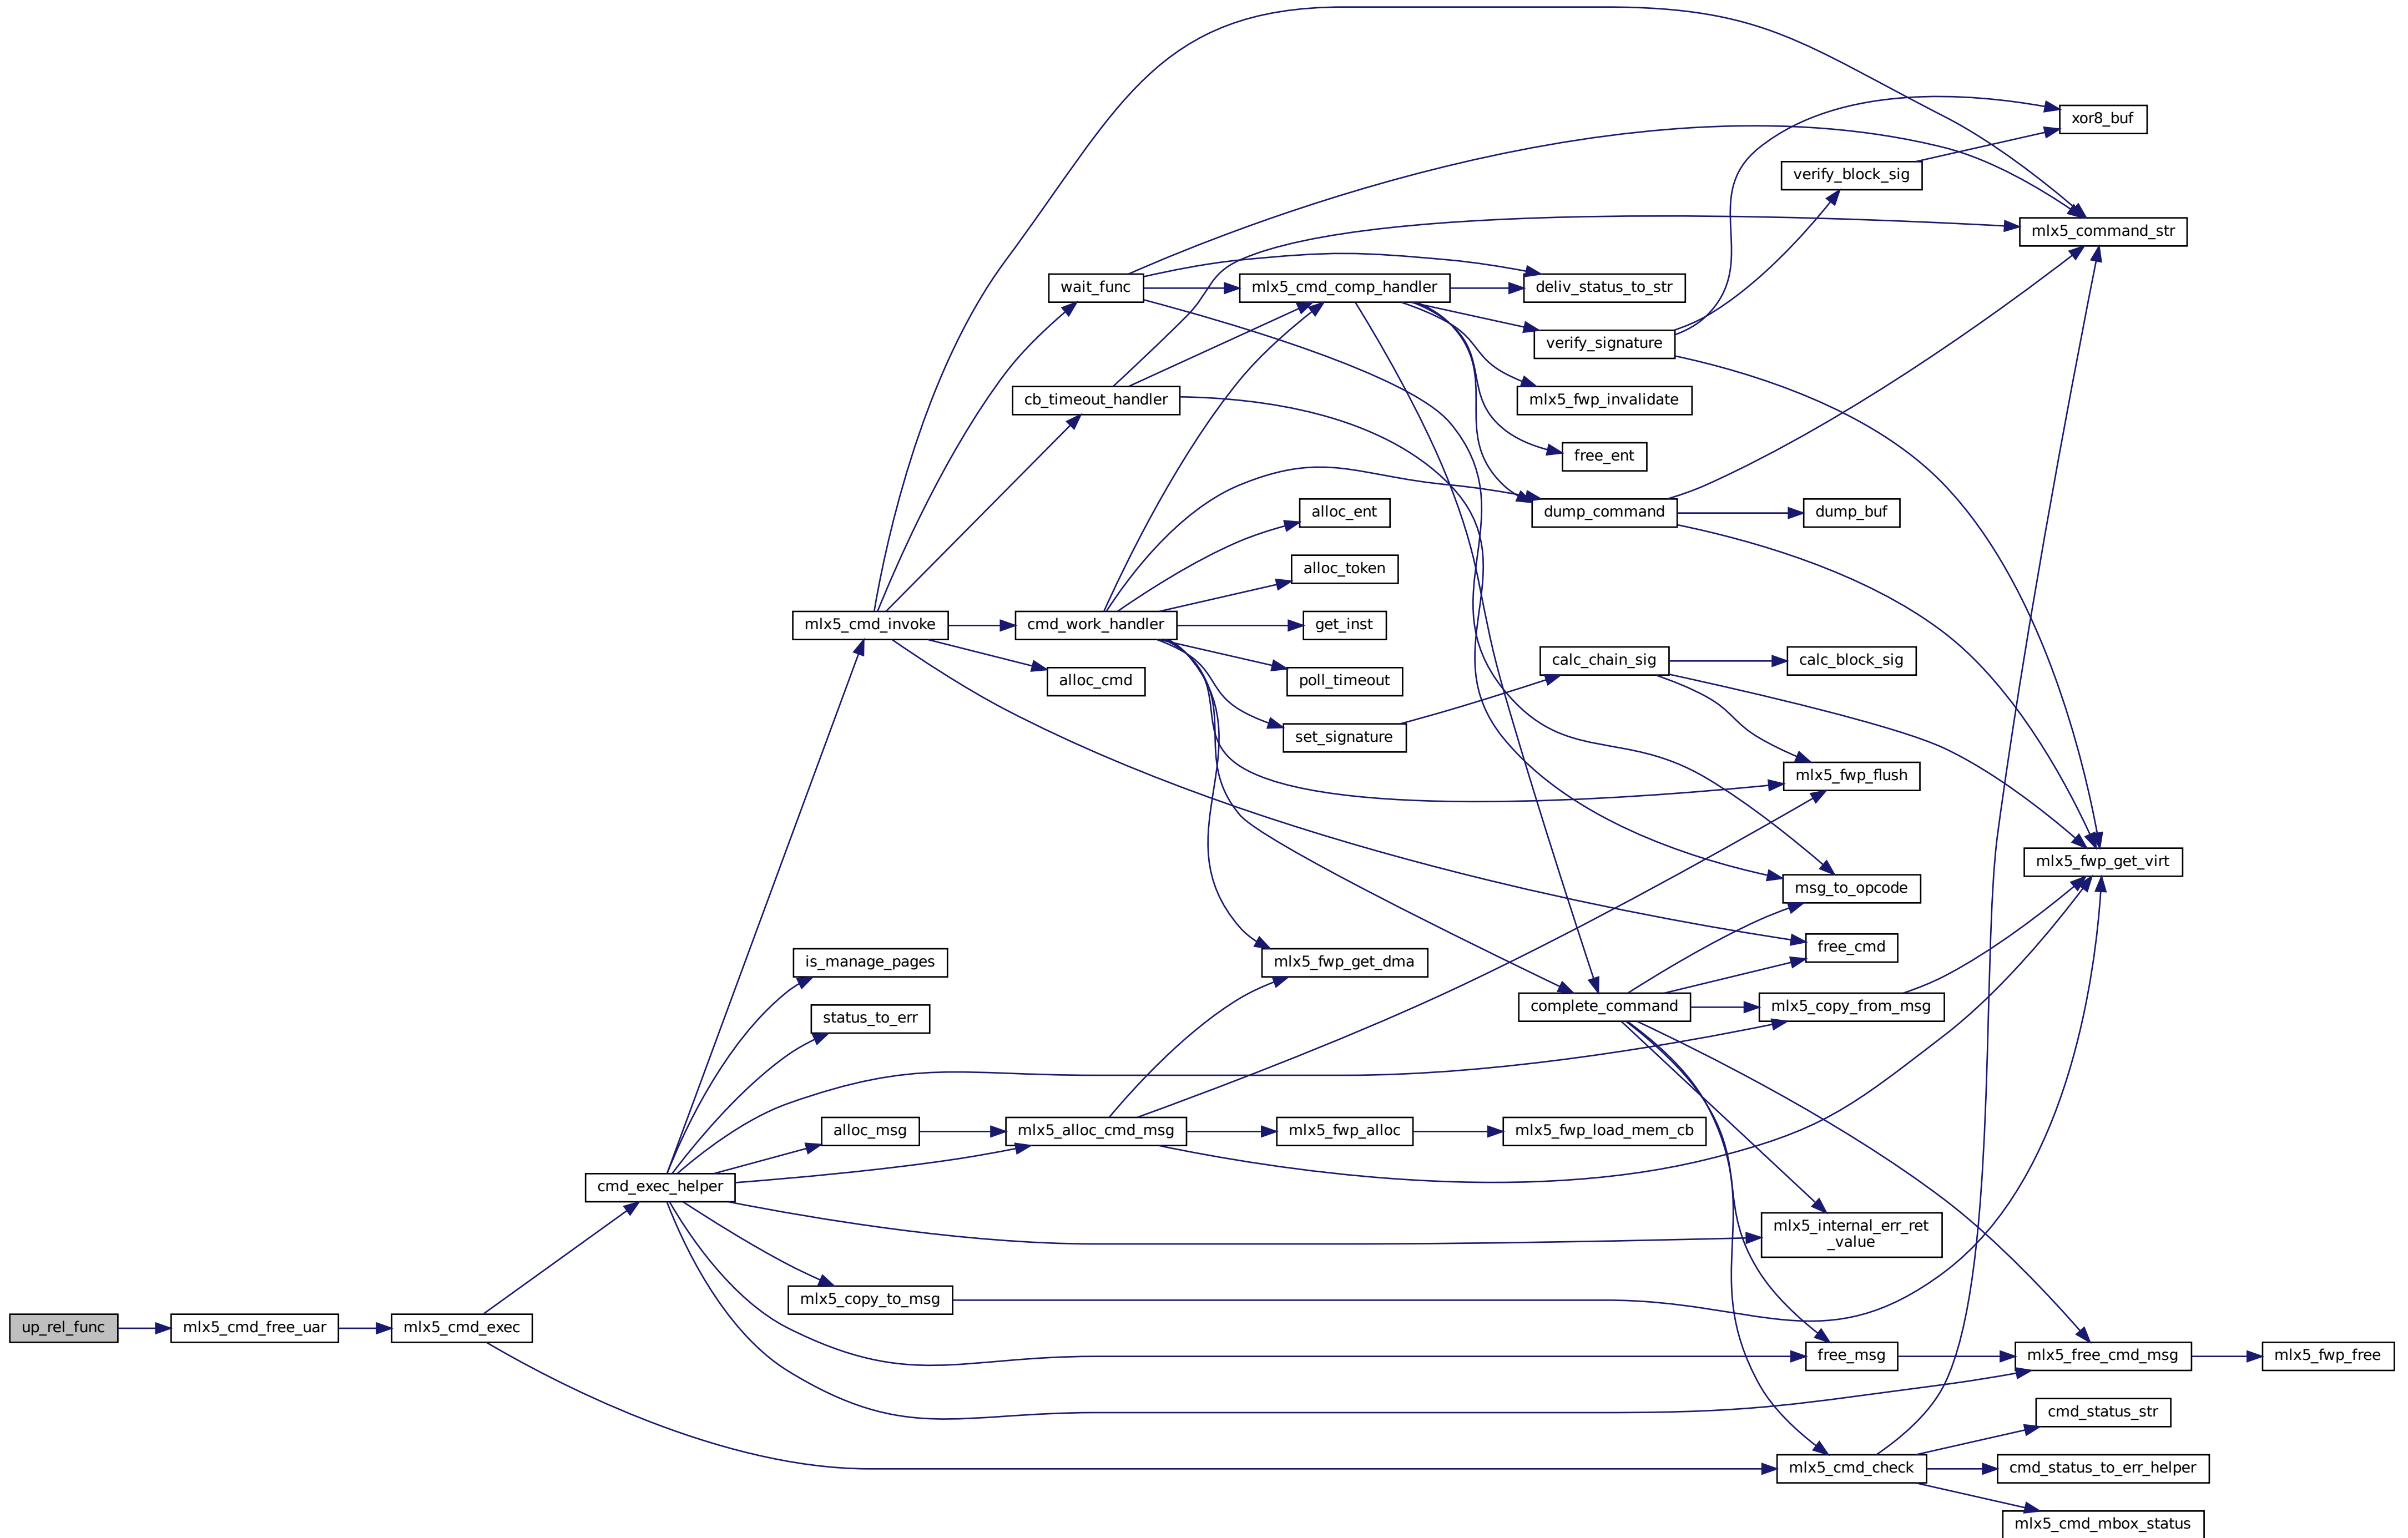 xor8_buf
verify_block_sig
mlx5_command_str
wait_func
mlx5_cmd_comp_handler
deliv_status_to_str
verify_signature
cb_timeout_handler
mlx5_fwp_invalidate
free_ent
alloc_ent
dump_command
dump_buf
alloc_token
mlx5_cmd_invoke
cmd_work_handler
get_inst
calc_chain_sig
calc_block_sig
alloc_cmd
poll_timeout
set_signature
mlx5_fwp_flush
mlx5_fwp_get_virt
msg_to_opcode
free_cmd
is_manage_pages
mlx5_fwp_get_dma
complete_command
mlx5_copy_from_msg
status_to_err
alloc_msg
mlx5_alloc_cmd_msg
mlx5_fwp_alloc
mlx5_fwp_load_mem_cb
cmd_exec_helper
mlx5_internal_err_ret
_value
mlx5_copy_to_msg
up_rel_func
mlx5_cmd_free_uar
mlx5_cmd_exec
free_msg
mlx5_free_cmd_msg
mlx5_fwp_free
cmd_status_str
mlx5_cmd_check
cmd_status_to_err_helper
mlx5_cmd_mbox_status